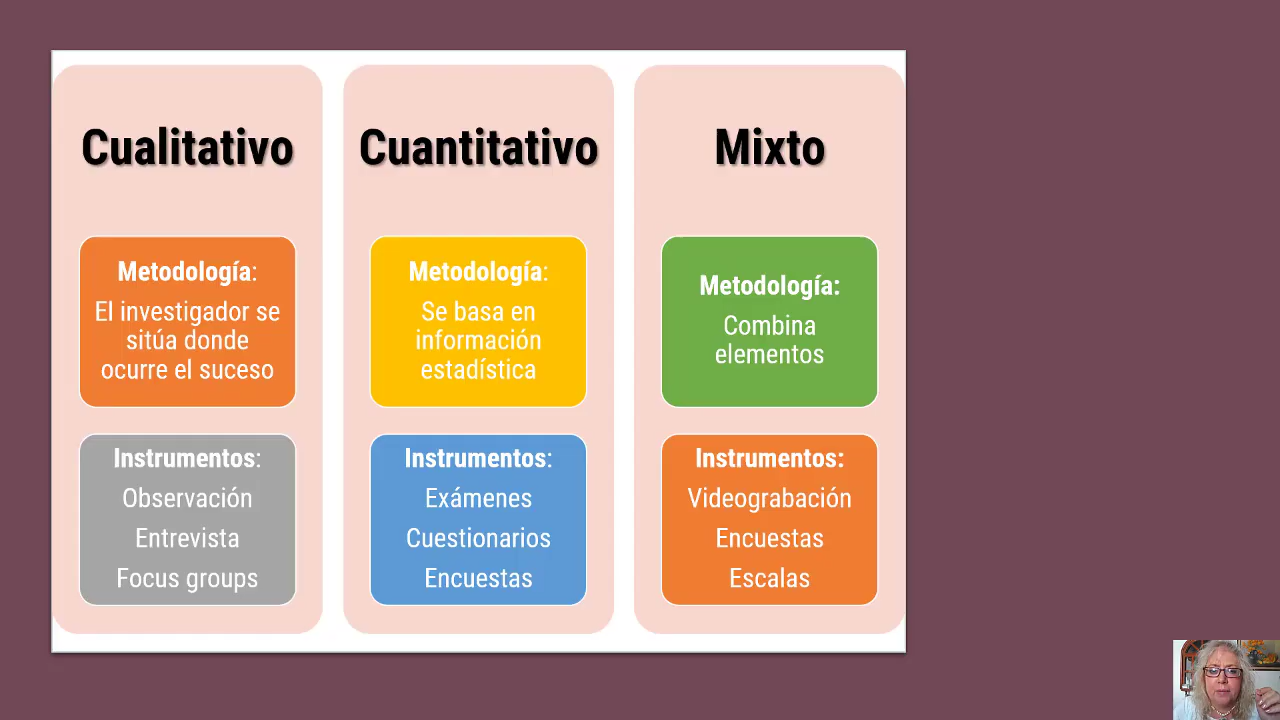 Cualitativo
Metodología:
El investigador se
sitúa donde
ocurre el suceso
Instrumentos:
Observación
Entrevista
Focus groups
Cuantitativo
Metodología:
Se basa en
información
estadística
Instrumentos:
Exámenes
Cuestionarios
Encuestas
Mixto
Metodología:
Combina
elementos
Instrumentos:
Videograbación
Encuestas
Escalas